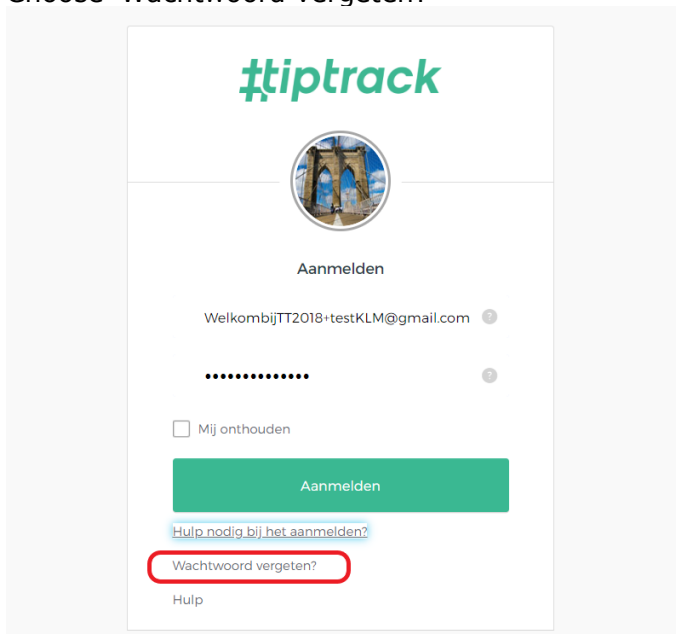 Choose 'Wachtwoord vergeten?'
#tiptrack
Aanmelden
WelkombijTT2018+testKLM@gmail.com ?
•••••••••••••• ?
Mij onthouden
Aanmelden
Hulp nodig bij het aanmelden?
Wachtwoord vergeten?
Hulp